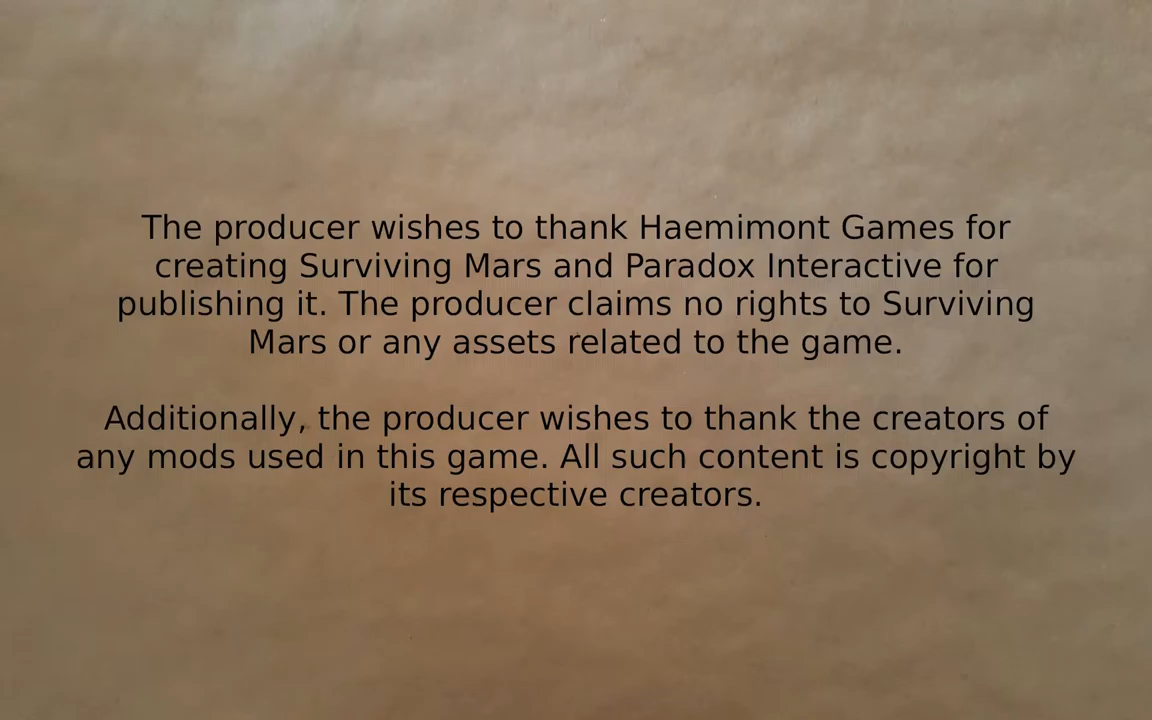 The producer wishes to thank Haemimont Games for
creating Surviving Mars and Paradox Interactive for
publishing it. The producer claims no rights to Surviving
Mars or any assets related to the game.
Additionally, the producer wishes to thank the creators of
any mods used in this game. All such content is copyright by
its respective creators.